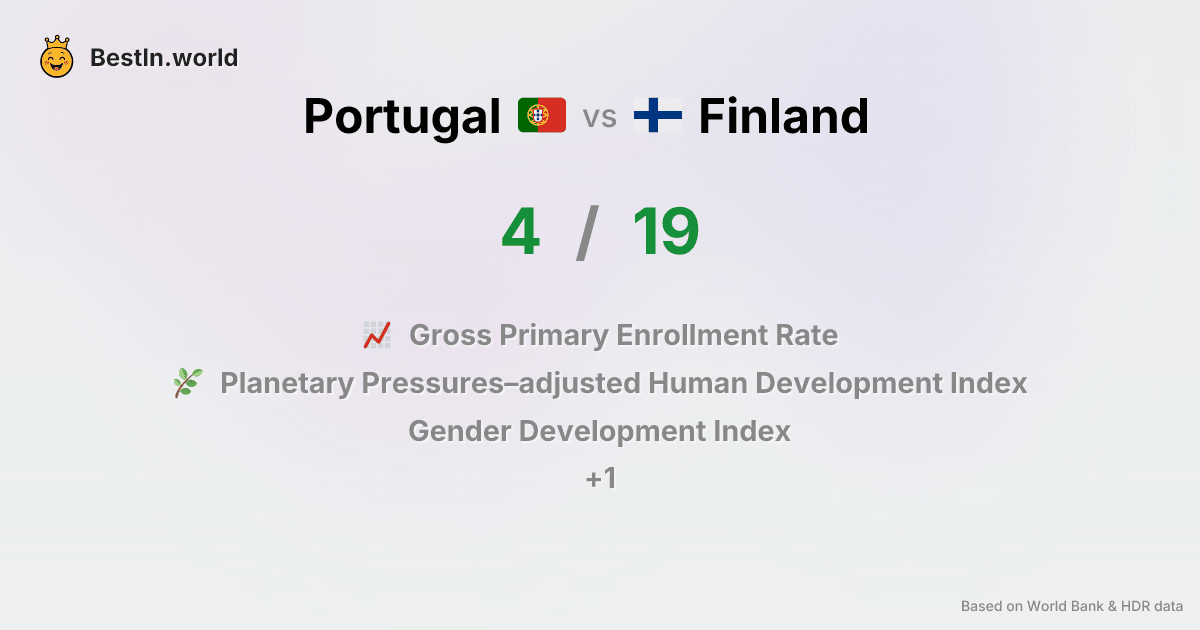 BestIn.world
Portugal vs Finland
4 / 19
Gross Primary Enrollment Rate
Planetary Pressures–adjusted Human Development Index
Gender Development Index
+1
Based on World Bank & HDR data